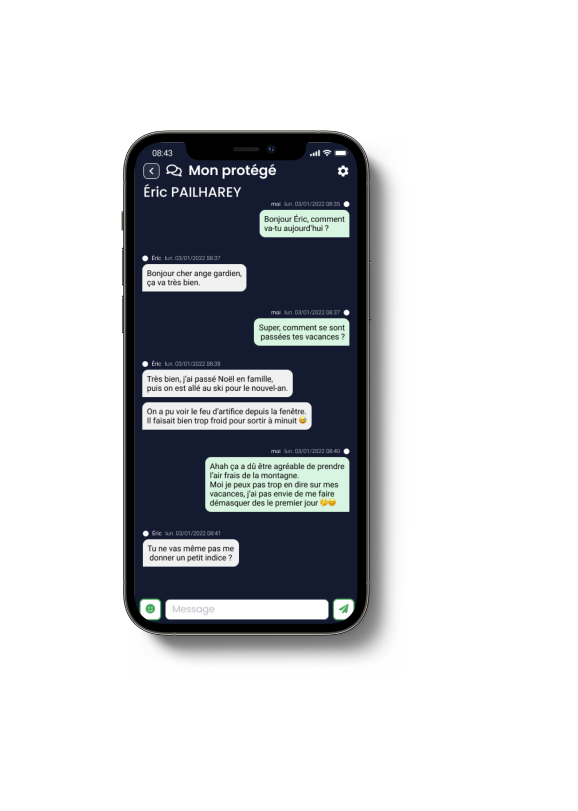 08:43
Mon protégé
Éric PAILHAREY
moi lun. 03/01/2022 08:35
Bonjour Éric, comment
va-tu aujourd'hui ?
Éric lun. 03/01/2022 08:37
Bonjour cher ange gardien,
ça va très bien.
moi lun. 03/01/2022 08:37
Super, comment se sont
passées tes vacances ?
Éric lun. 03/01/2022 08:38
Très bien, j'ai passé Noël en famille,
puis on est allé au ski pour le nouvel-an.
On a pu voir le feu d'artifice depuis la fenêtre.
Il faisait bien trop froid pour sortir à minuit 😅
moi lun. 03/01/2022 08:40
Ahah ça a dû être agréable de prendre
l'air frais de la montagne.
Moi je peux pas trop en dire sur mes
vacances, j'ai pas envie de me faire
démasquer des le premier jour
Éric lun. 03/01/2022 08:41
Tu ne vas même pas me
donner un petit indice ?
Message